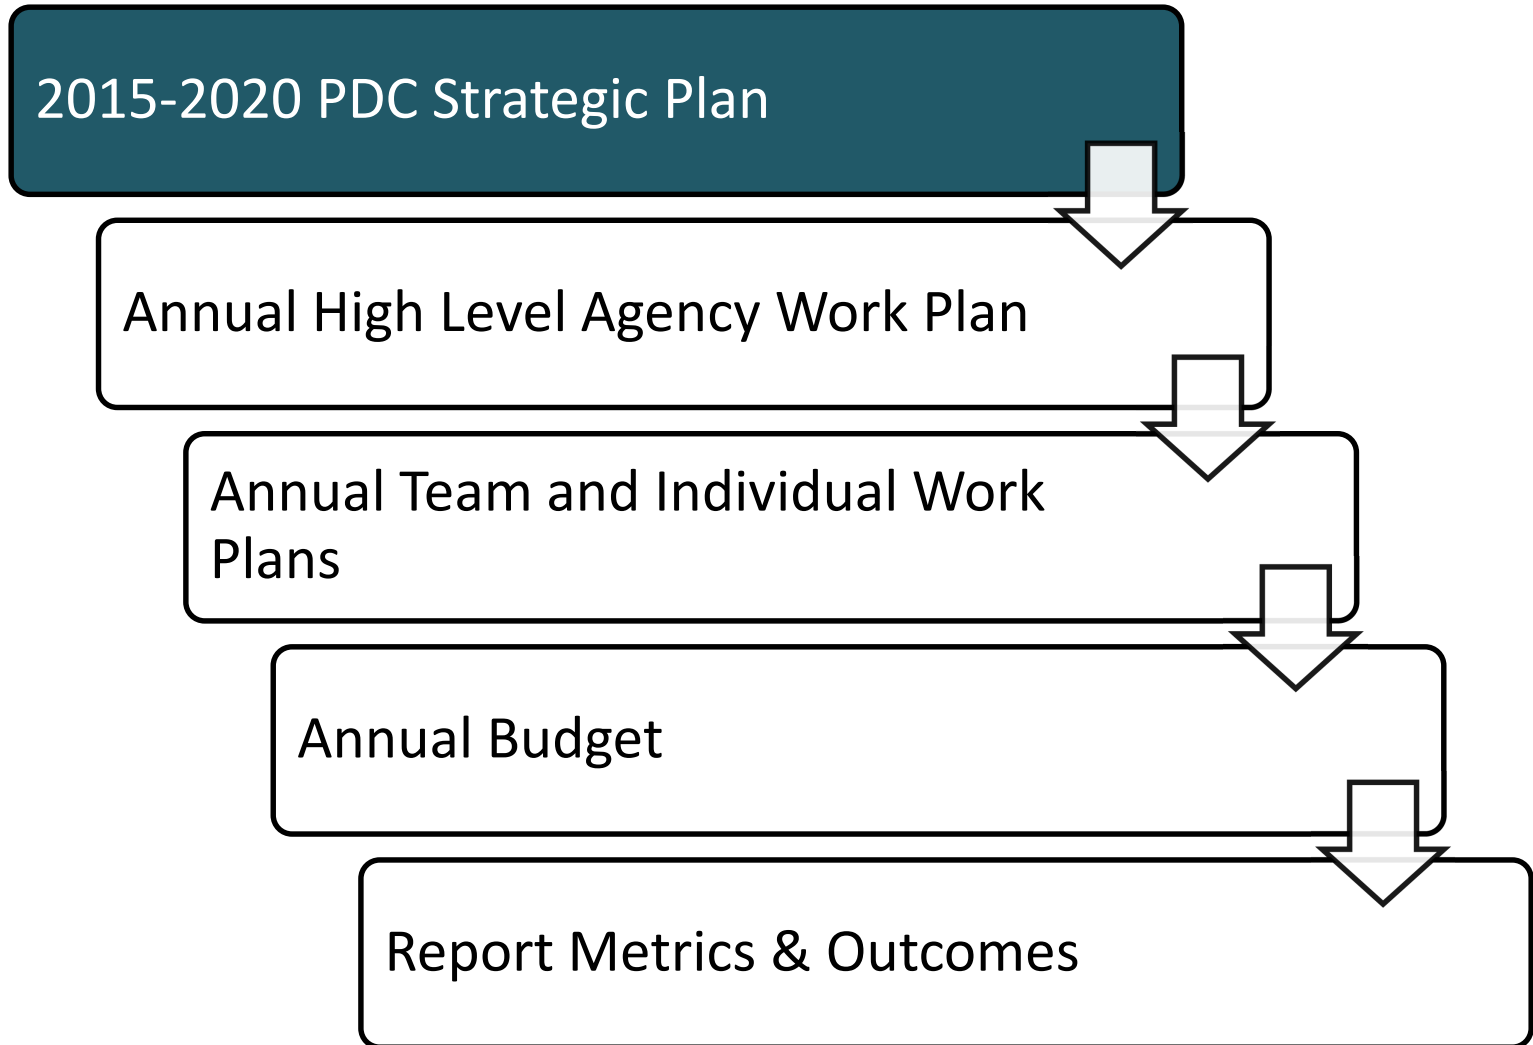 2015-2020 PDC Strategic Plan
Annual High Level Agency Work Plan
Annual Team and Individual Work
Plans
Annual Budget
Report Metrics & Outcomes